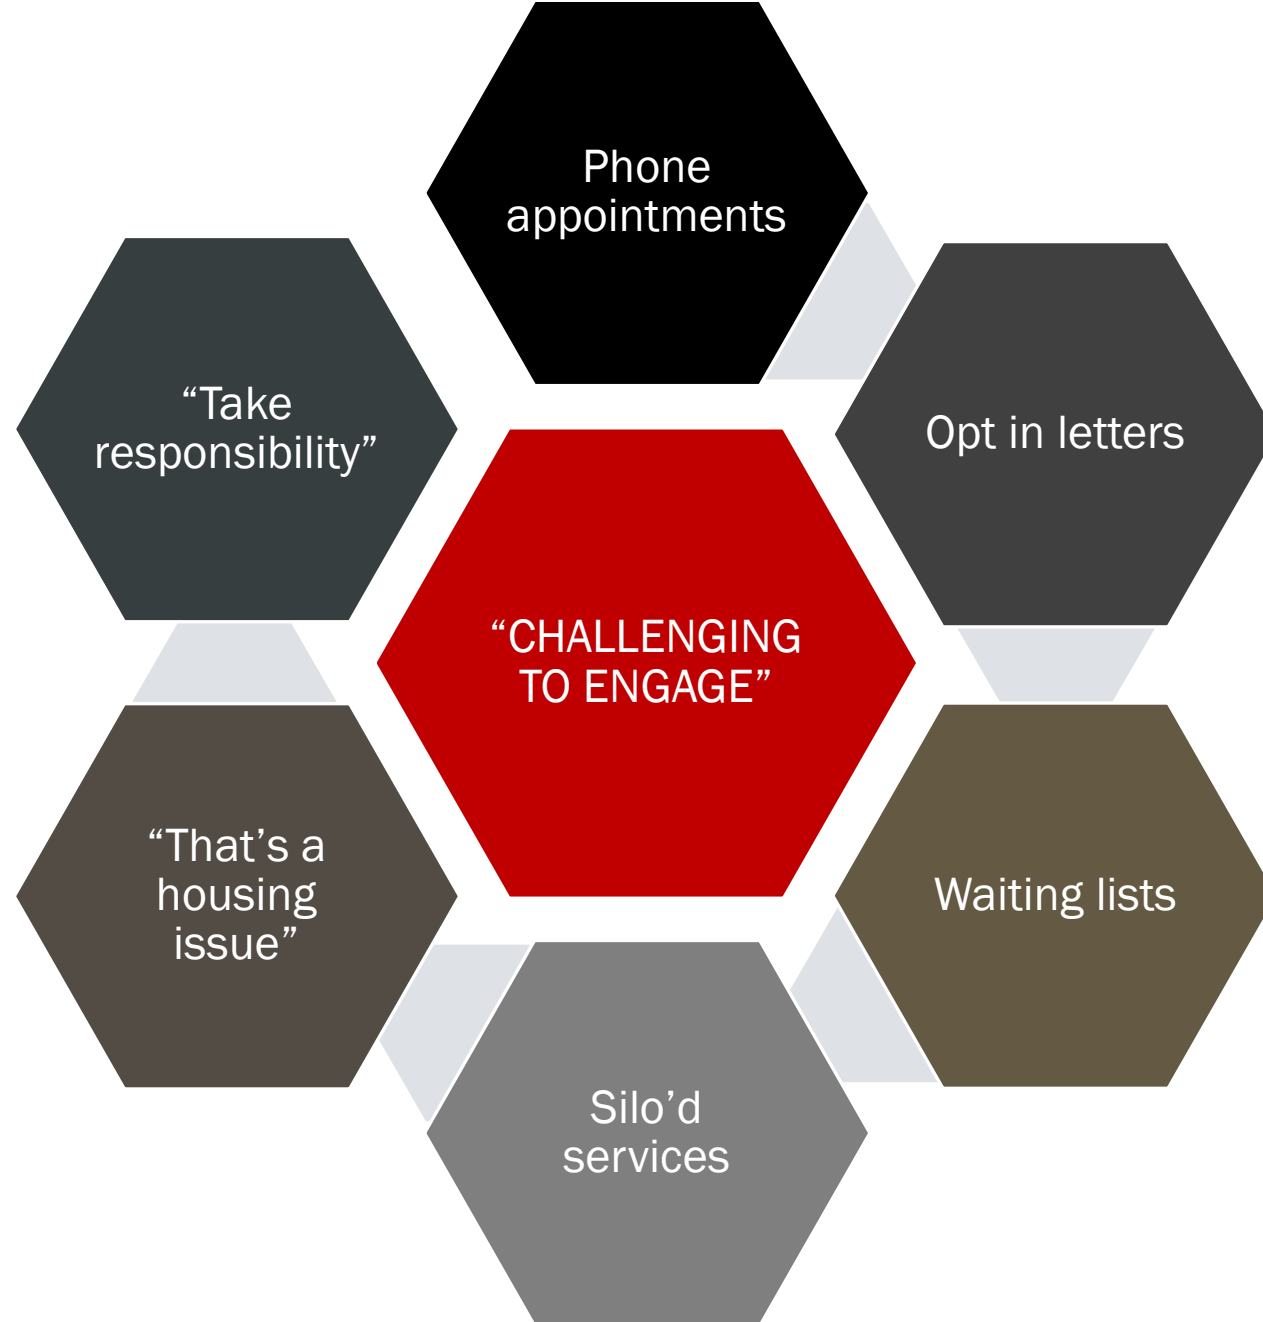 Phone
appointments
Opt in letters
Waiting lists
Silo’d
services
“That’s a
housing
issue”
“Take
responsibility”
“CHALLENGING
TO ENGAGE”